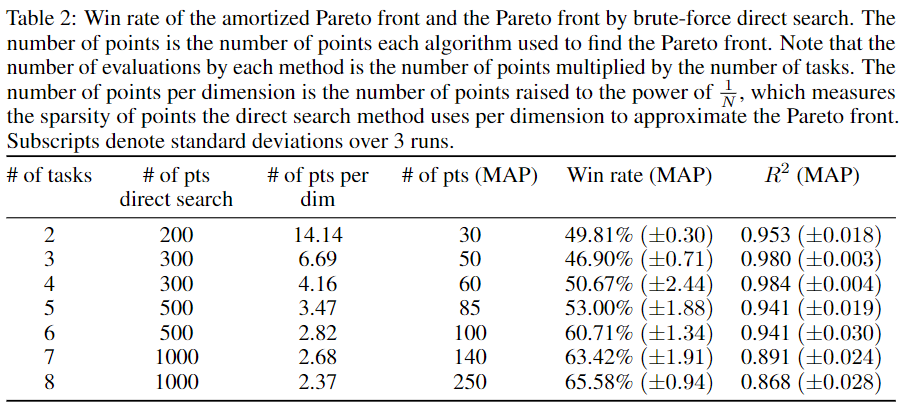 Table 2: Win rate of the amortized Pareto front and the Pareto front by brute-force direct search. The
number of points is the number of points each algorithm used to find the Pareto front. Note that the
number of evaluations by each method is the number of points multiplied by the number of tasks. The
number of points per dimension is the number of points raised to the power of 1/N, which measures
the sparsity of points the direct search method uses per dimension to approximate the Pareto front.
Subscripts denote standard deviations over 3 runs.
# of tasks # of pts # of pts per # of pts (MAP) Win rate (MAP) R² (MAP)
direct search dim
2 200 14.14 30 49.81% (±0.30) 0.953 (±0.018)
3 300 6.69 50 46.90% (±0.71) 0.980 (±0.003)
4 300 4.16 60 50.67% (±2.44) 0.984 (±0.004)
5 500 3.47 85 53.00% (±1.88) 0.941 (±0.019)
6 500 2.82 100 60.71% (±1.34) 0.941 (±0.030)
7 1000 2.68 140 63.42% (±1.91) 0.891 (±0.024)
8 1000 2.37 250 65.58% (±0.94) 0.868 (±0.028)